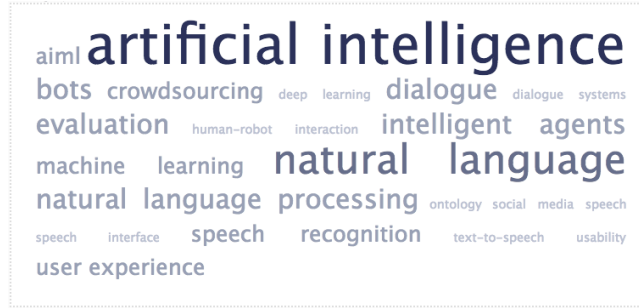 aiml artificial intelligence
bots crowdsourcing deep learning dialogue dialogue systems
evaluation human-robot interaction intelligent agents
machine learning natural language
natural language processing ontology social media speech
speech interface speech recognition text-to-speech usability
user experience